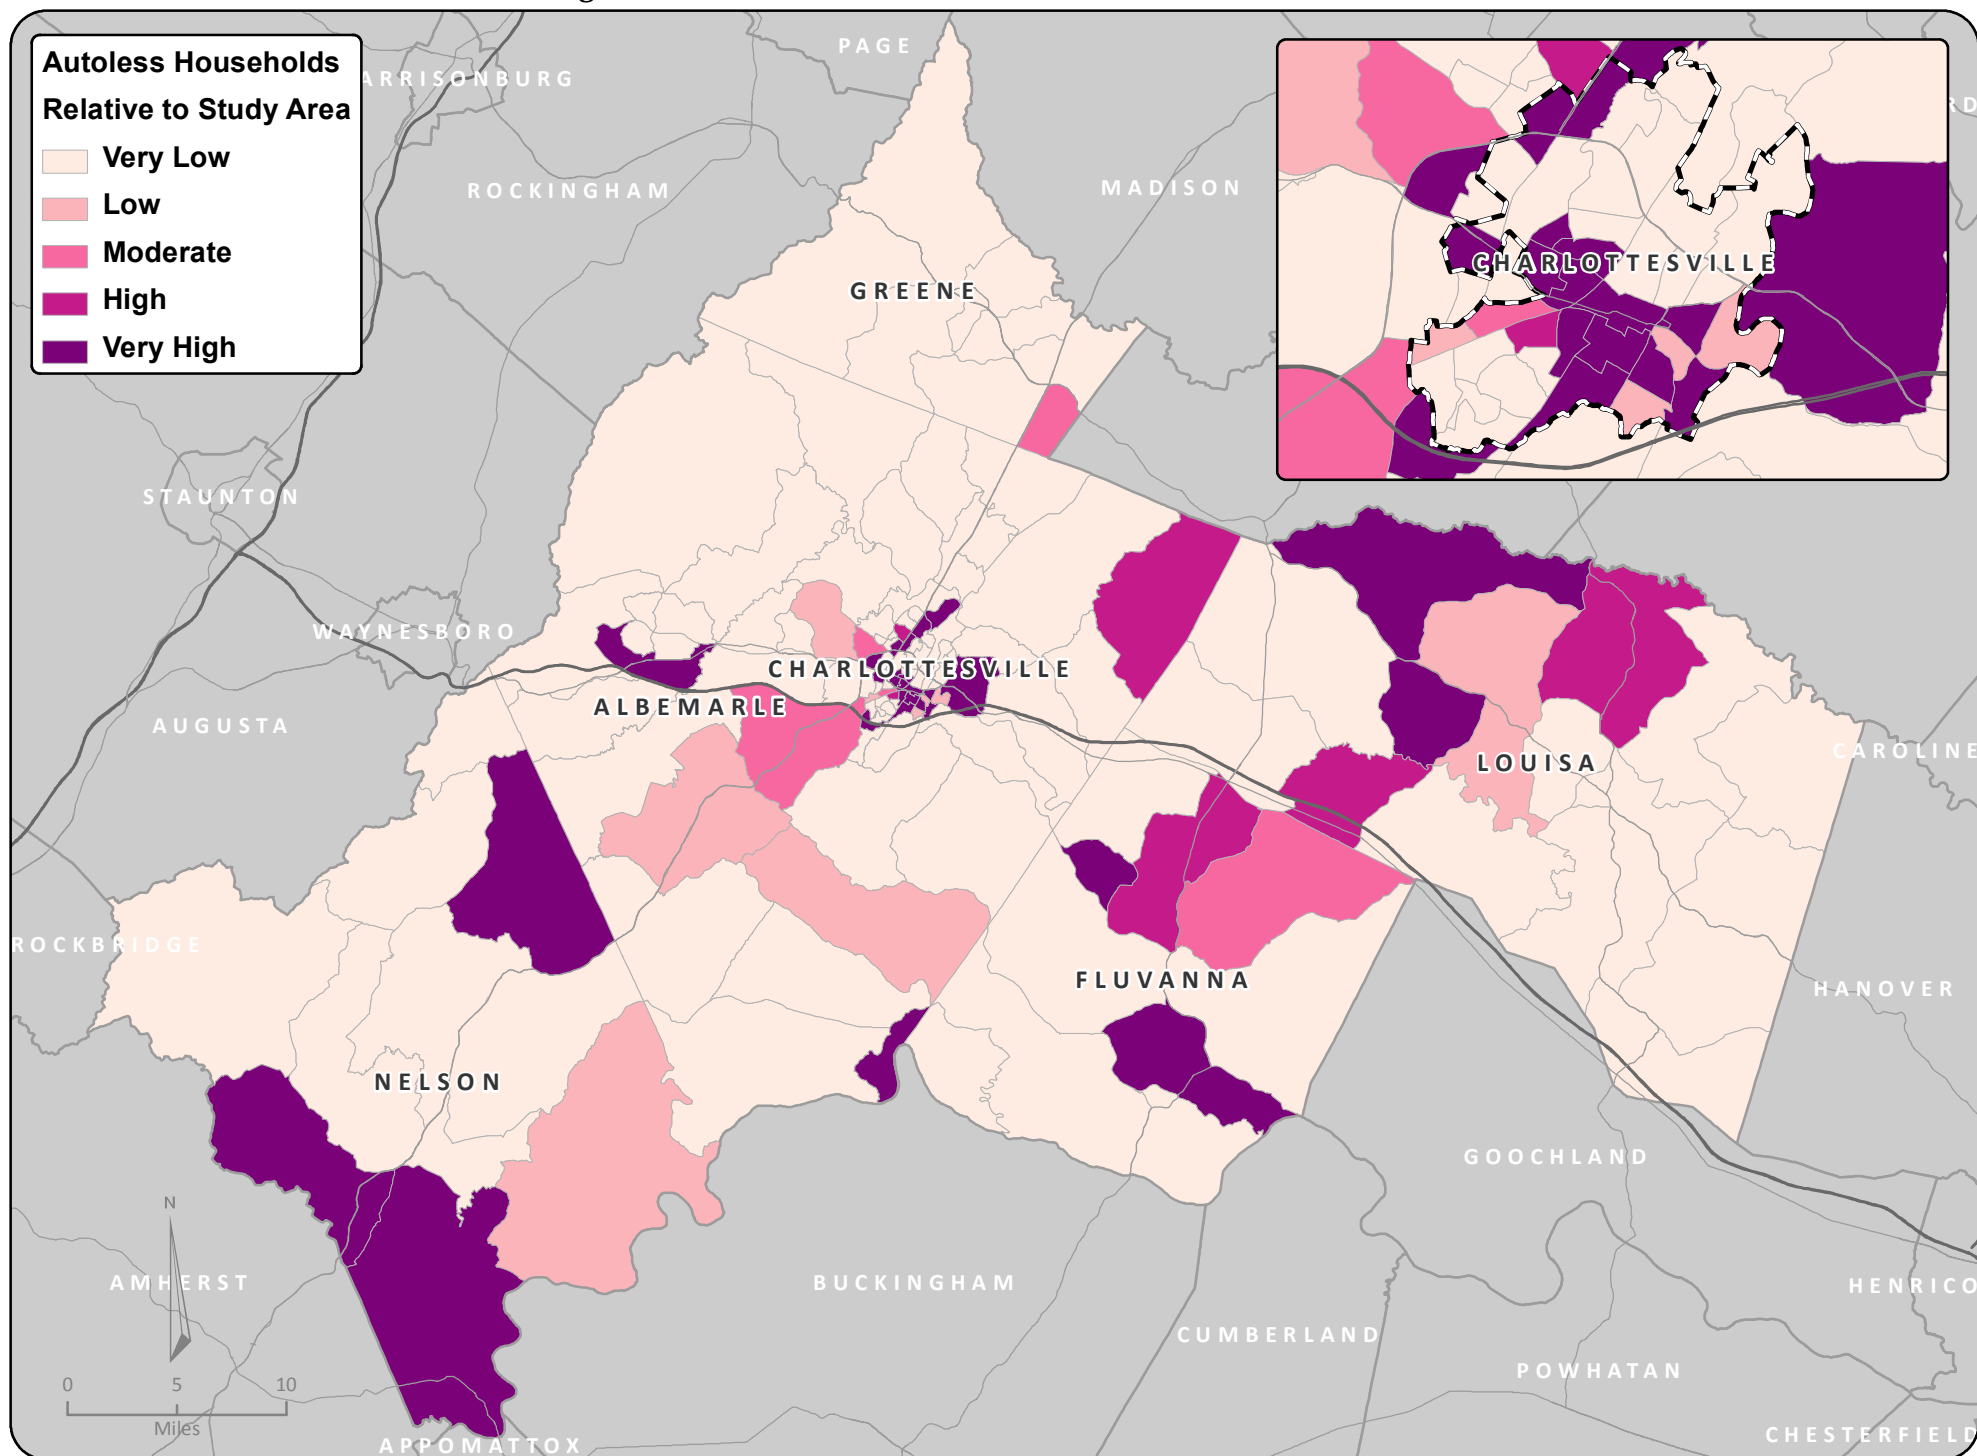 Autoless Households
Relative to Study Area
Very Low
Low
Moderate
High
Very High
PAGE
ARRISONBURG
ROCKINGHAM
MADISON
RD
CHARLOTTESVILLE
GREENE
STAUNTON
WAYNESBORO
CHARLOTTESVILLE
ALBEMARLE
AUGUSTA
LOUISA
CAROLINE
ROCKBRIDGE
FLUVANNA
HANOVER
NELSON
GOOCHLAND
N
AMHERST
BUCKINGHAM
HENRICO
CUMBERLAND
POWHATAN
0 5 10
Miles
APPOMATTOX
CHESTERFIELD